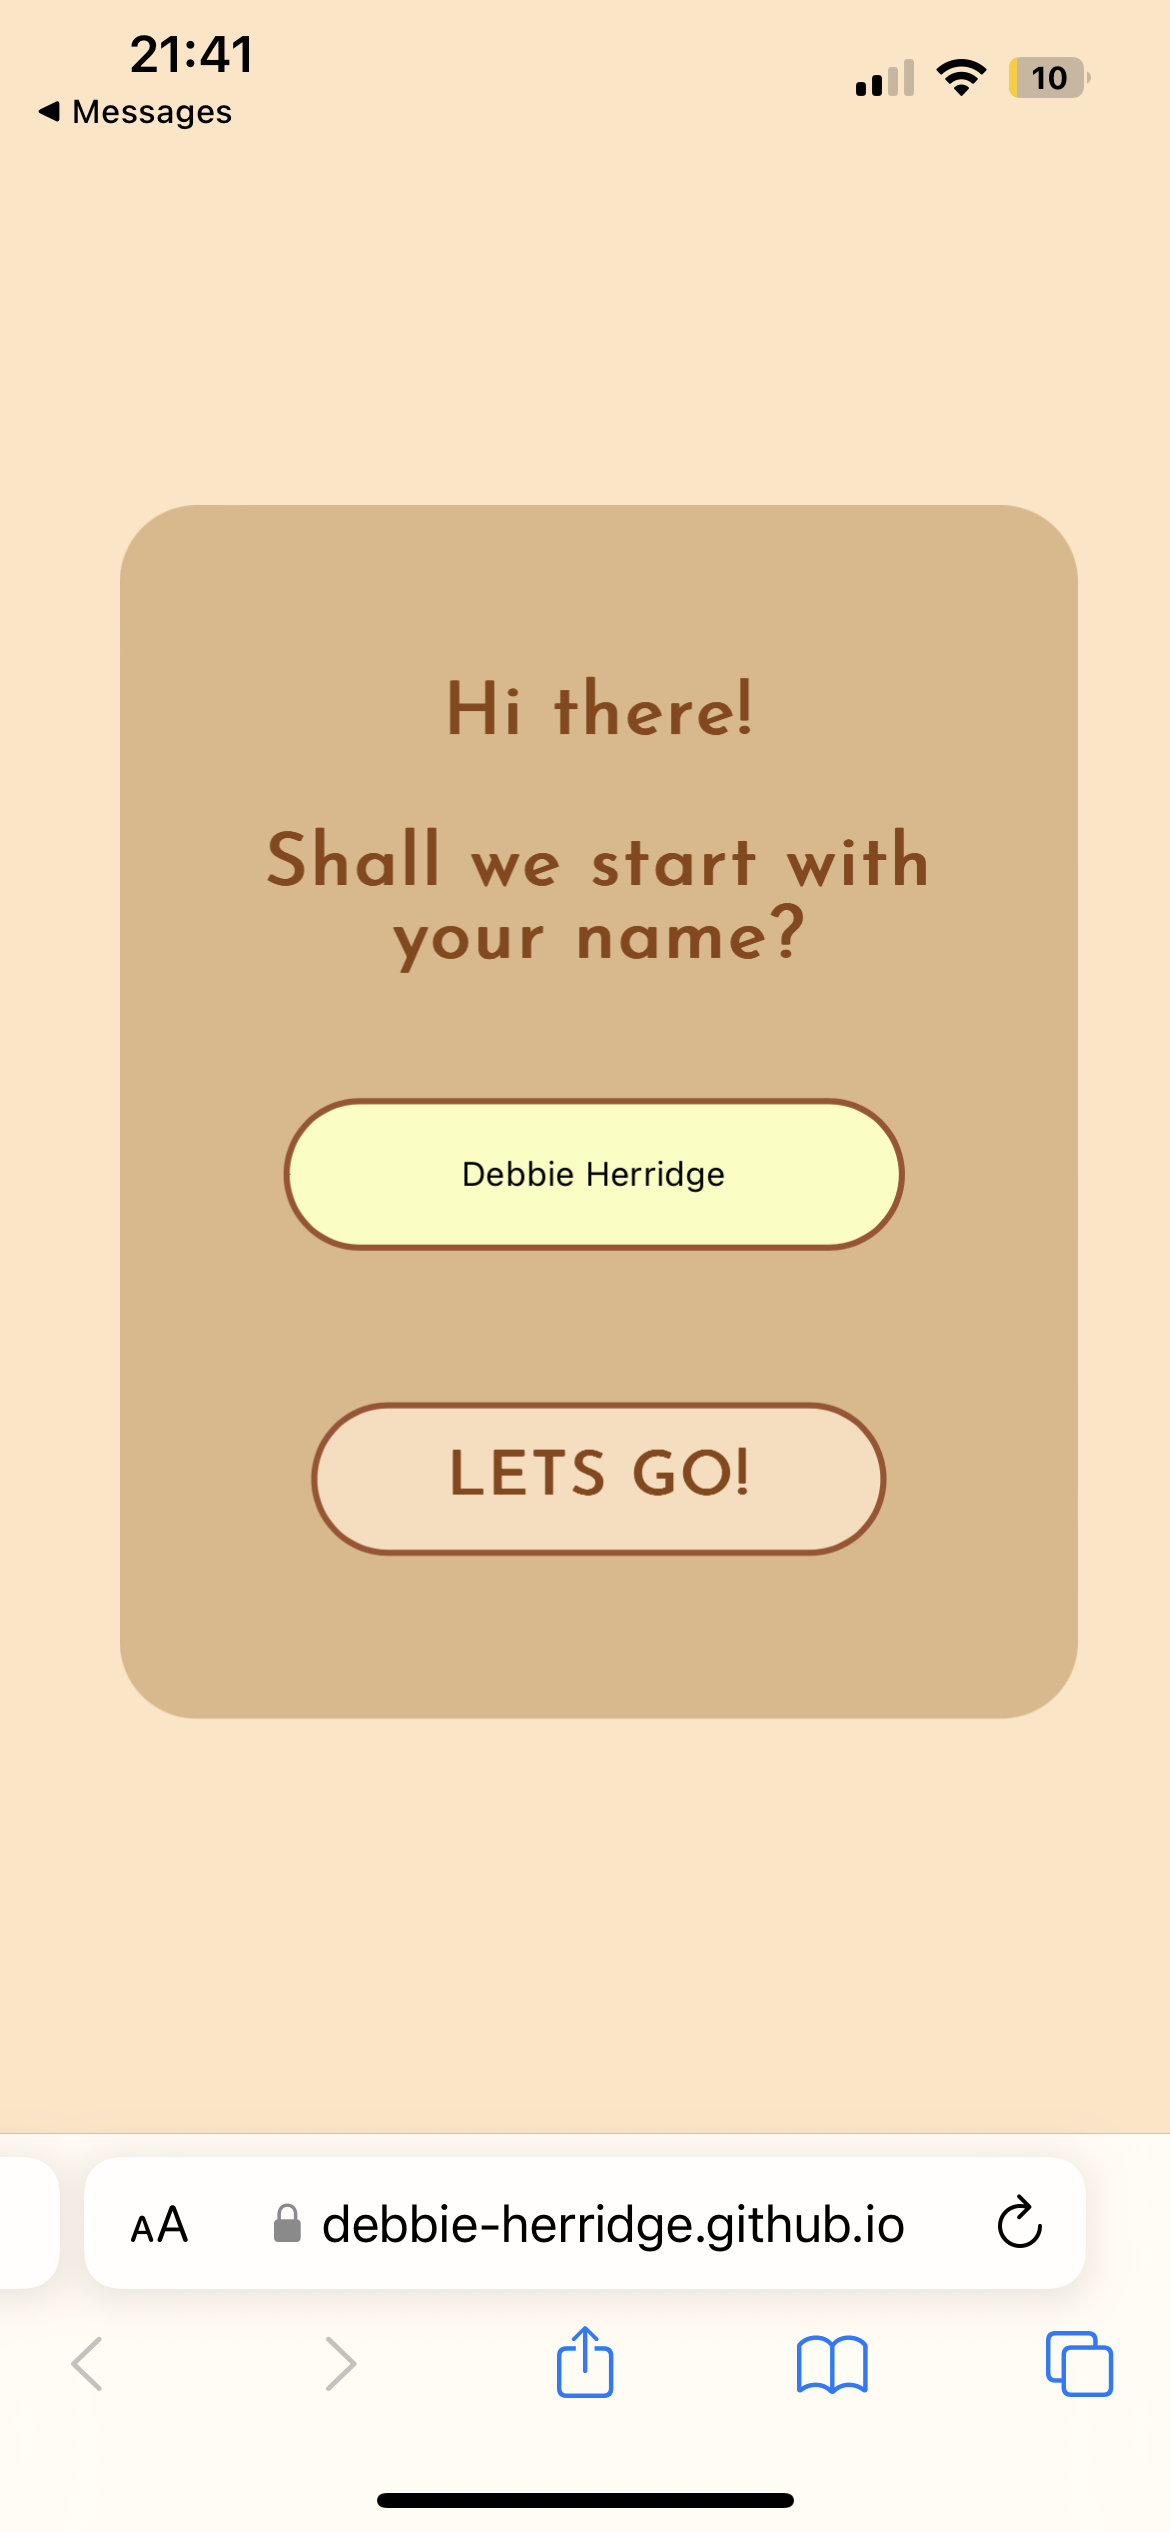 21:41
10
◀ Messages
Hi there!
Shall we start with
your name?
Debbie Herridge
LETS GO!
AA
debbie-herridge.github.io